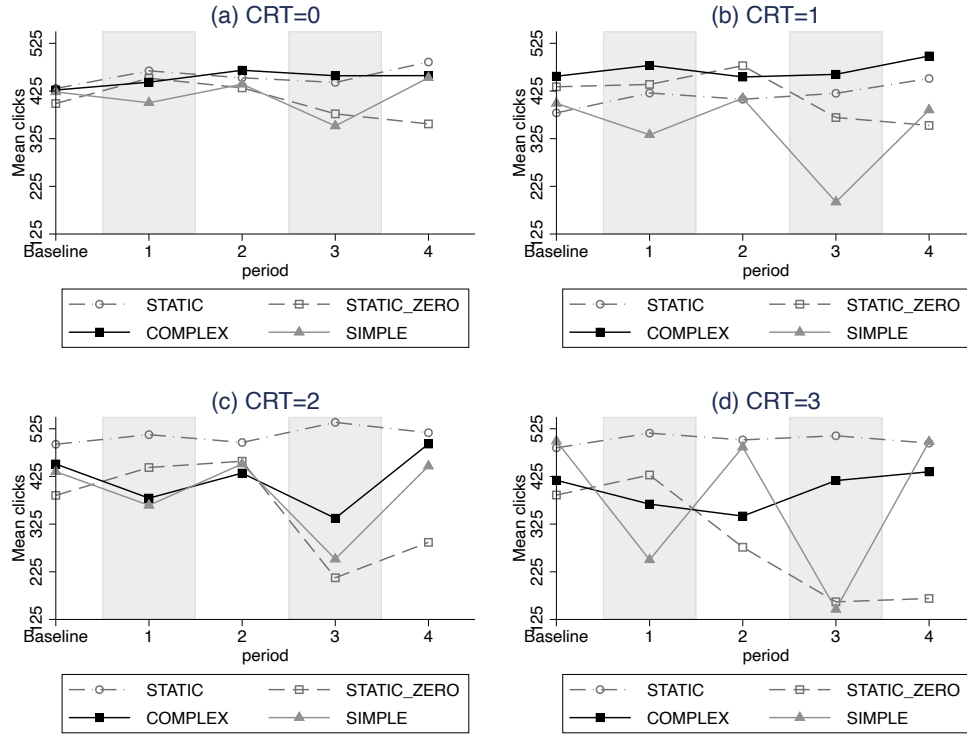 (a) CRT=0
525
425
325
225
125
Mean clicks
Baseline 1 2 3 4
period
STATIC STATIC_ZERO
COMPLEX SIMPLE
(b) CRT=1
525
425
325
225
125
Mean clicks
Baseline 1 2 3 4
period
STATIC STATIC_ZERO
COMPLEX SIMPLE
(c) CRT=2
525
425
325
225
125
Mean clicks
Baseline 1 2 3 4
period
STATIC STATIC_ZERO
COMPLEX SIMPLE
(d) CRT=3
525
425
325
225
125
Mean clicks
Baseline 1 2 3 4
period
STATIC STATIC_ZERO
COMPLEX SIMPLE